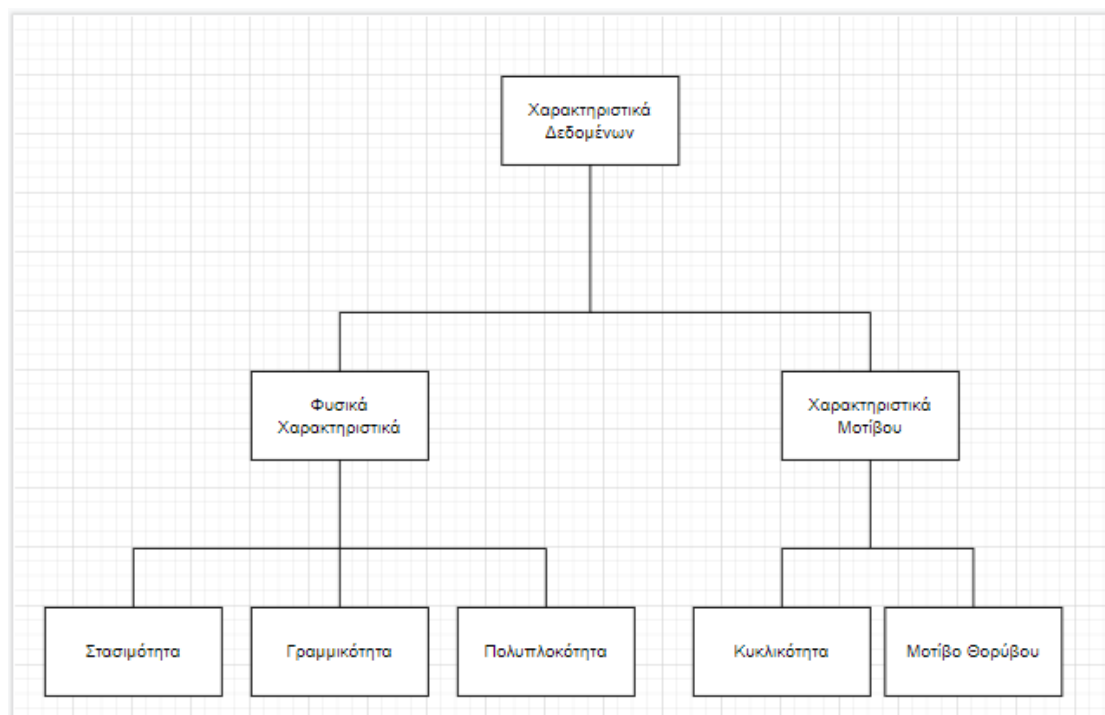 Χαρακτηριστικά
Δεδομένων
Φυσικά
Χαρακτηριστικά
Χαρακτηριστικά
Μοτίβου
Στασιμότητα
Γραμμικότητα
Πολυπλοκότητα
Κυκλικότητα
Μοτίβο Θορύβου